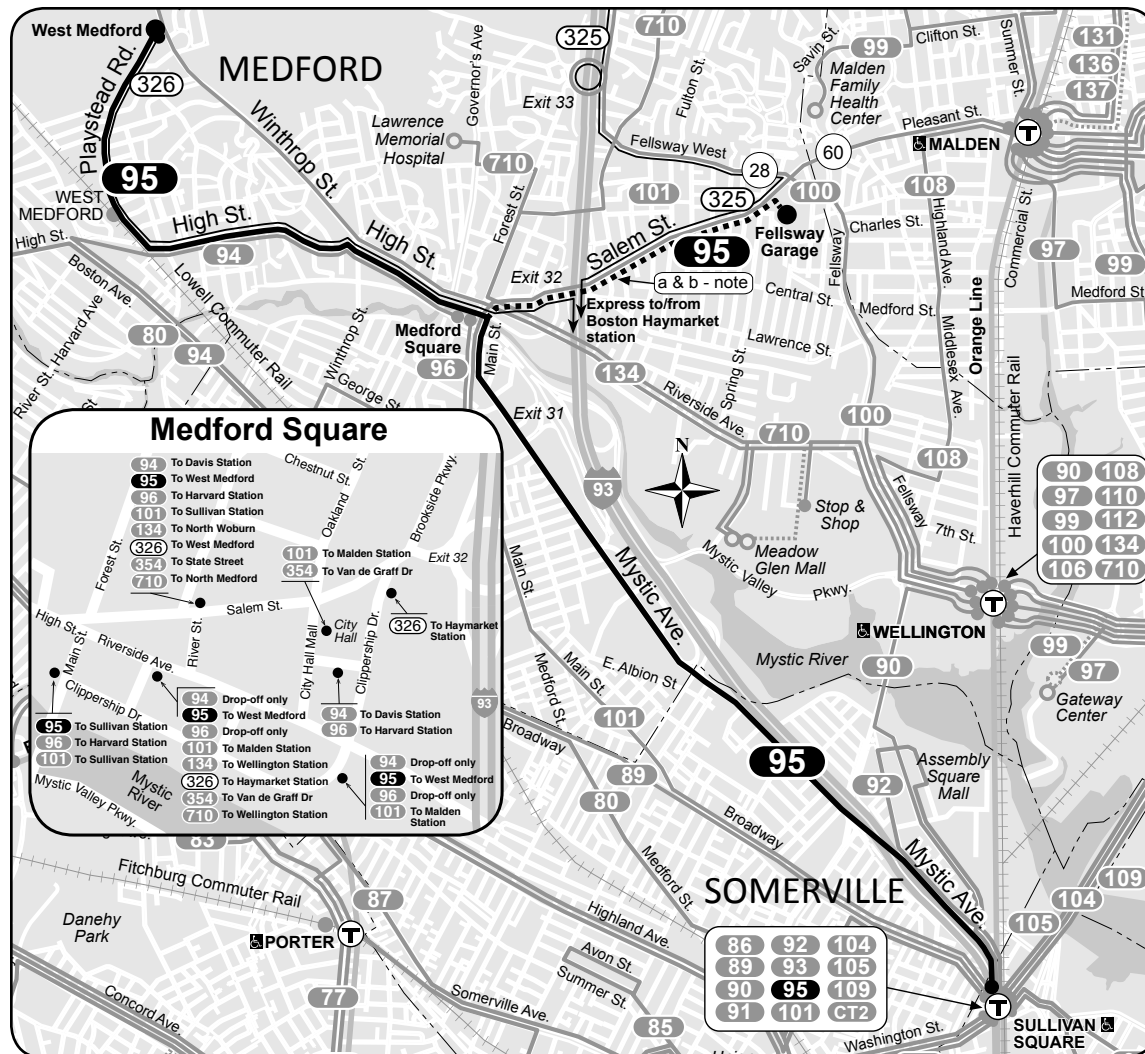 West Medford
326
MEDFORD
Playstead Rd.
Winthrop St.
Governor's Ave
Lawrence
Memorial
Hospital
710
325
710
Exit 33
Fulton St.
Savin St.
99
Clifton St.
Summer St.
131
136
137
Malden
Family
Health
Center
Pleasant St.
MALDEN
T
Fellsway West
28
60
95
WEST
MEDFORD
High St.
High St.
94
High St.
710
Forest St.
101
325
100
Salem St.
95
Fellsway
Garage
Fellsway
Charles St.
108
Highland Ave.
Commercial St.
97
99
Medford St.
Exit 32
a & b - note
Express to/from
Boston Haymarket
station
Central St.
Medford St.
Lawrence St.
Middlesex Ave.
Orange Line
Haverhill Commuter Rail
Boston Ave.
Lowell Commuter Rail
80
94
River St.
Harvard Ave
Winthrop St.
George St.
Medford
Square
96
Main St.
Exit 31
134
Riverside Ave.
Spring St.
710
100
108
Fellsway
7th St.
N
93
Stop &
Shop
Meadow
Glen Mall
Mystic Valley
Pkwy.
90 108
97 110
99 112
100 134
106 710
T
WELLINGTON
Mystic River
90
99
97
Gateway
Center
Main St.
Mystic Ave.
E. Albion St
Main St.
Medford St.
101
Broadway
89
80
95
92
Assembly
Square
Mall
Broadway
Medford St.
Mystic Ave.
SOMERVILLE
109
104
105
86 92 104
89 93 105
90 95 109
91 101 CT2
T
SULLIVAN
SQUARE
Washington St.
Medford Square
94 To Davis Station
95 To West Medford
96 To Harvard Station
101 To Sullivan Station
134 To North Woburn
326 To West Medford
354 To State Street
710 To North Medford
Chestnut St.
Oakland St.
Brookside Pkwy.
Exit 32
101 To Malden Station
354 To Van de Graff Dr
Forest St.
Salem St.
City
Hall
326 To Haymarket
Station
High St.
Main St.
Riverside Ave.
River St.
City Hall Mall
Clippership Dr.
Clippership Dr.
93
95 To Sullivan Station
96 To Harvard Station
101 To Sullivan Station
94 Drop-off only
95 To West Medford
96 Drop-off only
101 To Malden Station
134 To Wellington Station
326 To Haymarket Station
354 To Van de Graff Dr
710 To Wellington Station
94 To Davis Station
96 To Harvard Station
94 Drop-off only
95 To West Medford
96 Drop-off only
101 To Malden
Station
Mystic Valley Pkwy.
Mystic
River
83
Fitchburg Commuter Rail
Danehy
Park
87
PORTER
T
77
Concord Ave.
Somerville Ave.
Highland Ave.
Avon St.
Summer St.
85